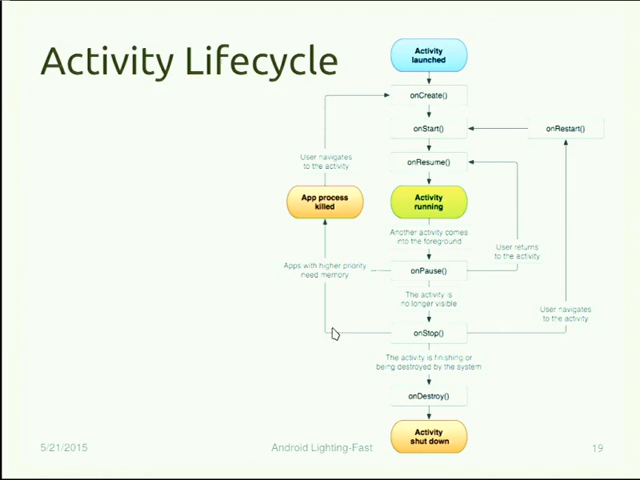 Activity Lifecycle
Activity
launched
onCreate()
onStart()
onRestart()
User navigates
to the activity
onResume()
App process
killed
Activity
running
Another activity comes
into the foreground
User returns
to the activity
Apps with higher priority
need memory
onPause()
The activity is
no longer visible
User navigates
to the activity
onStop()
The activity is finishing or
being destroyed by the system
onDestroy()
Activity
shut down
5/21/2015
Android Lighting-Fast
19